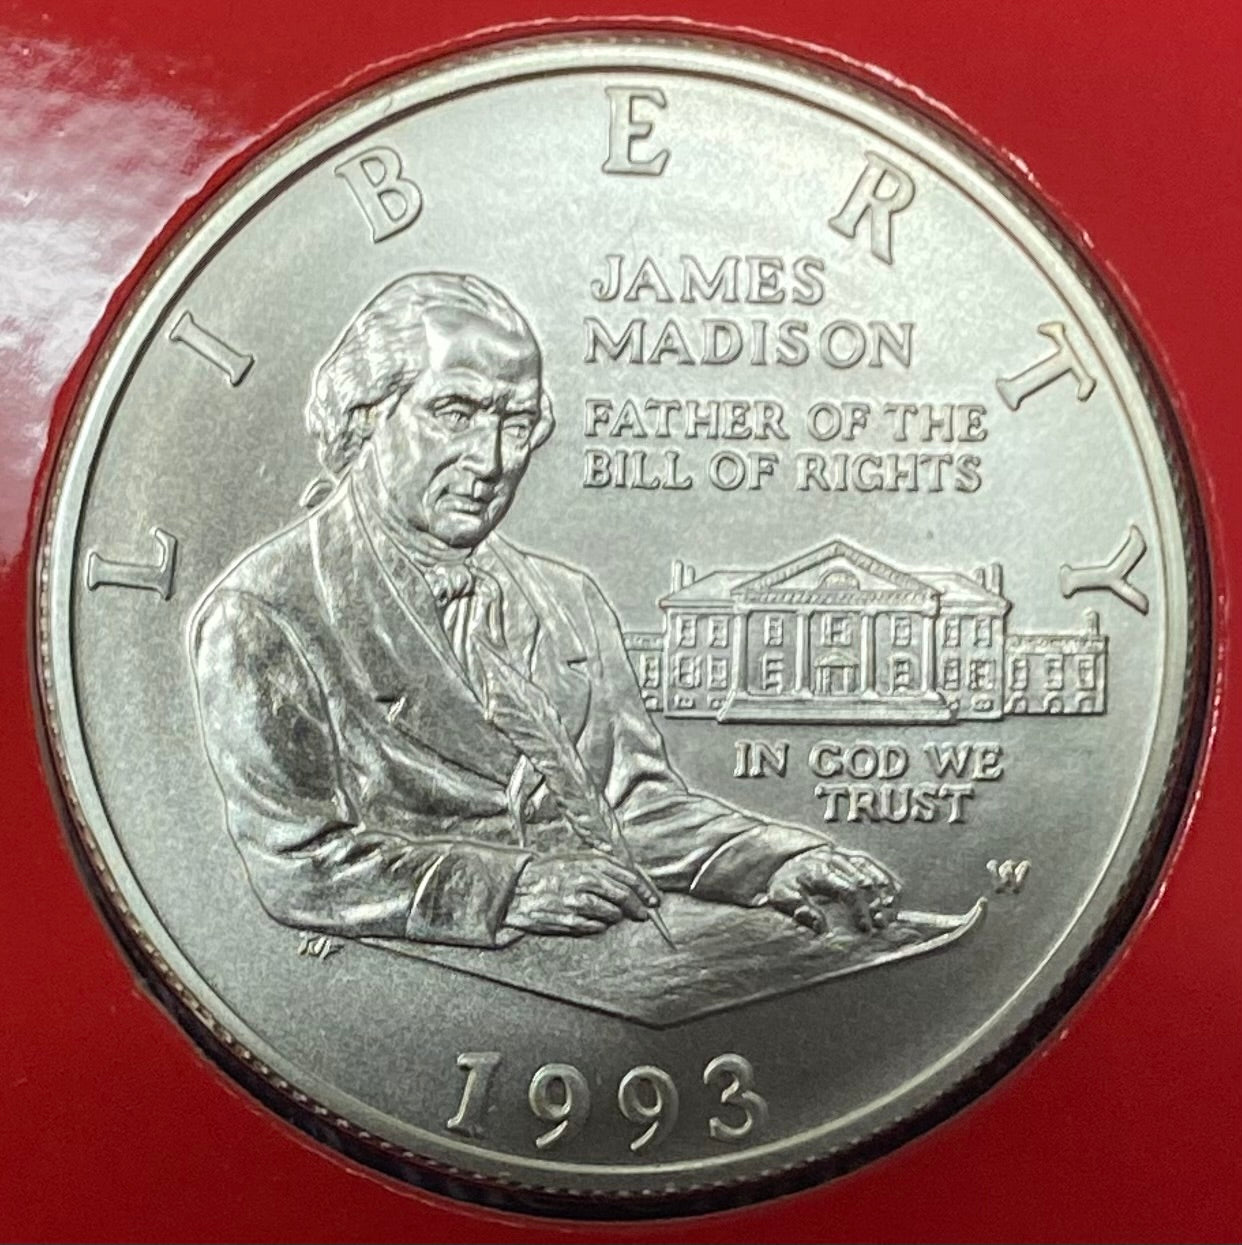 LIBERTY
JAMES
MADISON
FATHER OF THE
BILL OF RIGHTS
IN GOD WE
TRUST
W
1993